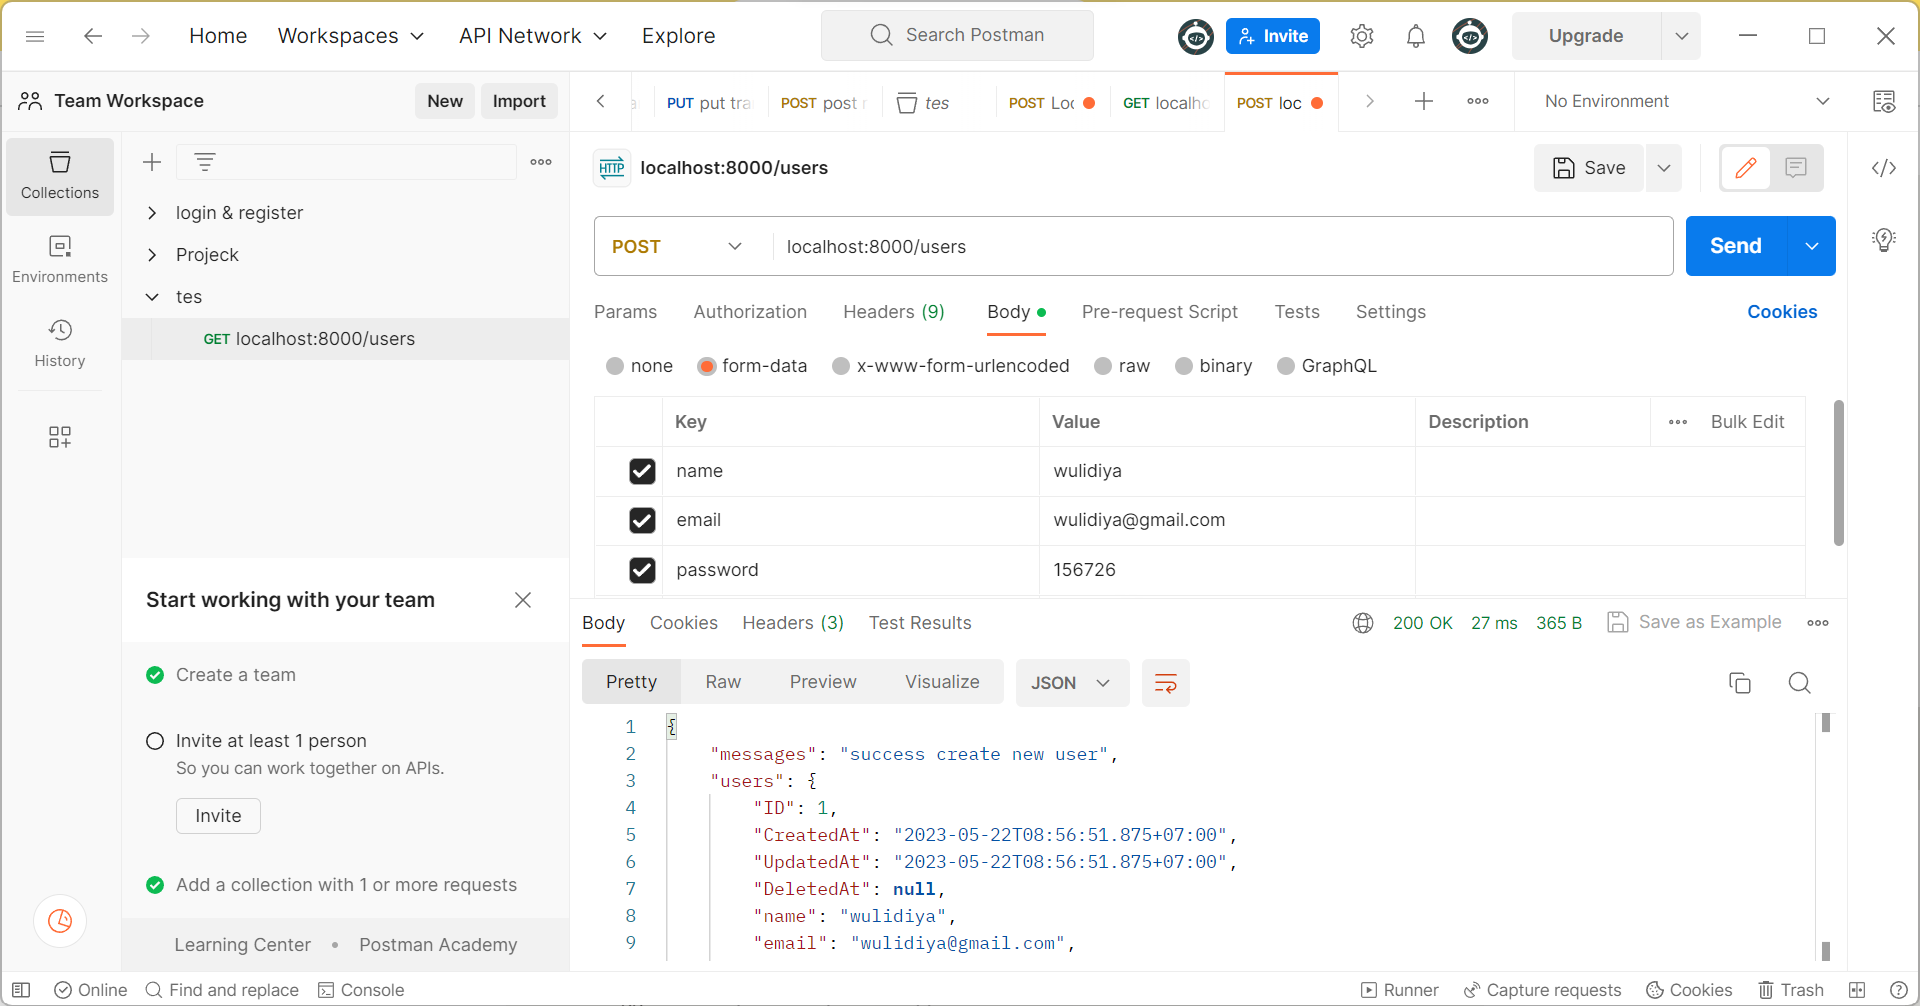 Home Workspaces API Network Explore Search Postman Invite Upgrade
Team Workspace New Import
PUT put tra POST post GET localho POST loc No Environment
tes
POST Loc
Collections
Environments
History
login & register
Projeck
tes
GET localhost:8000/users
Start working with your team
Create a team
Invite at least 1 person
So you can work together on APIs.
Invite
Add a collection with 1 or more requests
Learning Center • Postman Academy
HTTP localhost:8000/users Save
POST localhost:8000/users Send
Params Authorization Headers (9) Body Pre-request Script Tests Settings Cookies
none form-data x-www-form-urlencoded raw binary GraphQL
Key Value Description Bulk Edit
name wulidiya
email wulidiya@gmail.com
password 156726
Body Cookies Headers (3) Test Results 200 OK 27 ms 365 B Save as Example
Pretty Raw Preview Visualize JSON
1 {
2 "messages": "success create new user",
3 "users": {
4 "ID": 1,
5 "CreatedAt": "2023-05-22T08:56:51.875+07:00",
6 "UpdatedAt": "2023-05-22T08:56:51.875+07:00",
7 "DeletedAt": null,
8 "name": "wulidiya",
9 "email": "wulidiya@gmail.com",
Online Find and replace Console Runner Capture requests Cookies Trash